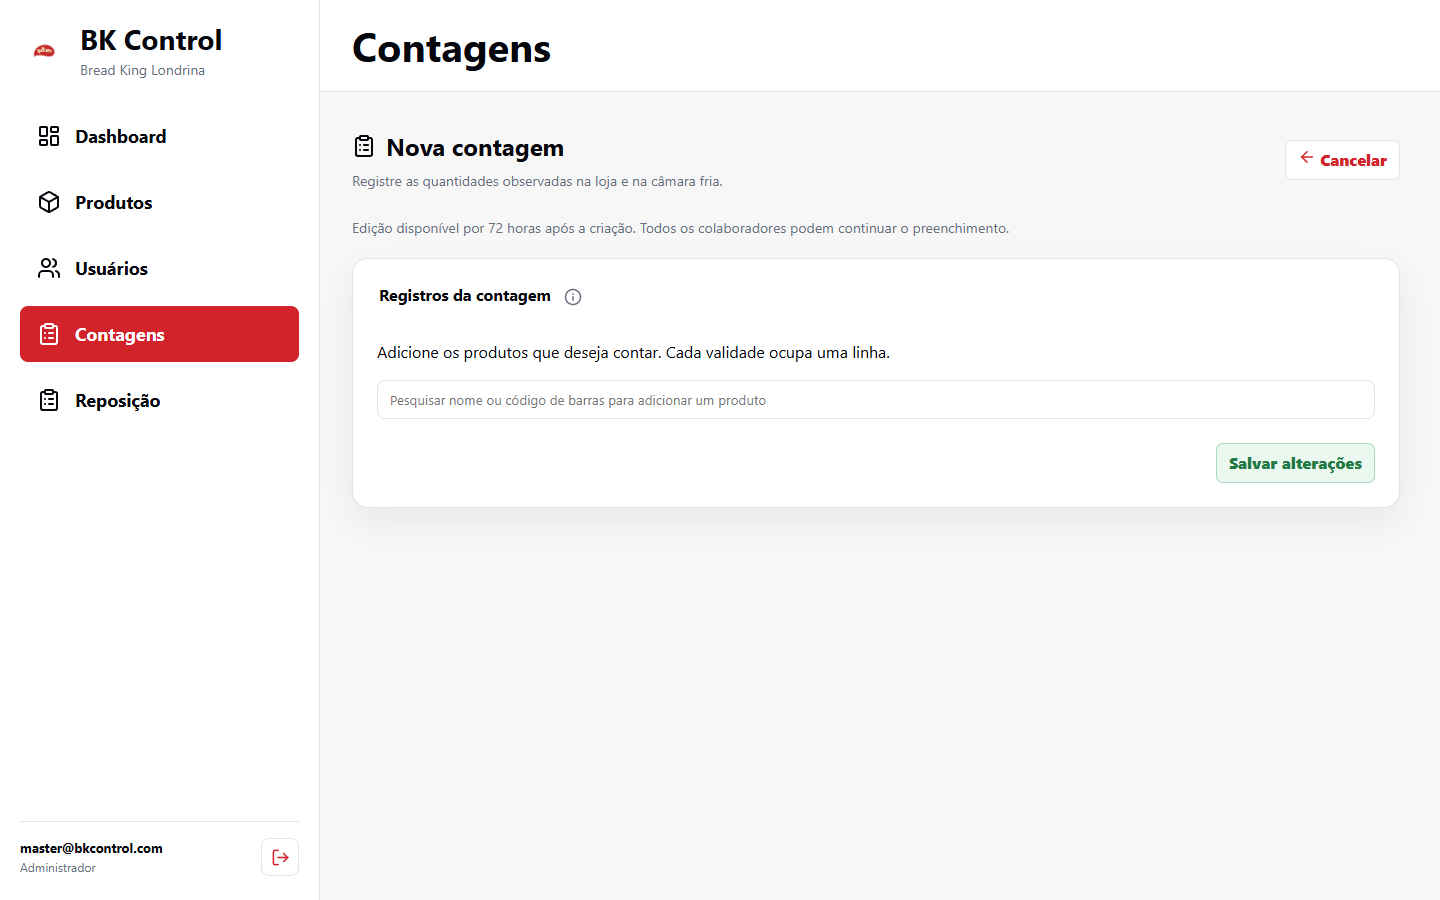 BK Control
Bread King Londrina
Dashboard
Produtos
Usuários
Contagens
Reposição
master@bkcontrol.com
Administrador
Contagens
Nova contagem
Registre as quantidades observadas na loja e na câmara fria.
Cancelar
Edição disponível por 72 horas após a criação. Todos os colaboradores podem continuar o preenchimento.
Registros da contagem
Adicione os produtos que deseja contar. Cada validade ocupa uma linha.
Pesquisar nome ou código de barras para adicionar um produto
Salvar alterações